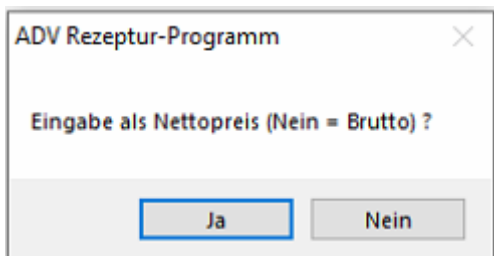 ADV Rezeptur-Programm
Eingabe als Nettopreis (Nein = Brutto) ?
Ja
Nein